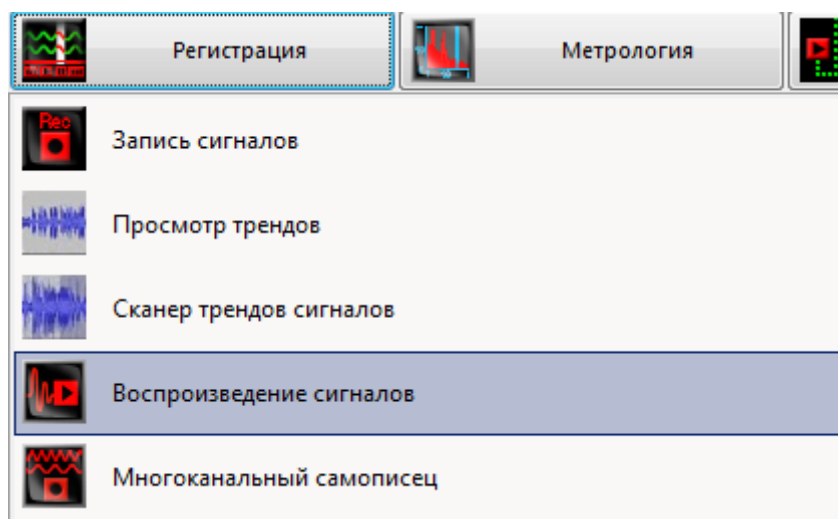 Регистрация
Метрология
Rec
Запись сигналов
Просмотр трендов
Сканер трендов сигналов
Воспроизведение сигналов
Многоканальный самописец